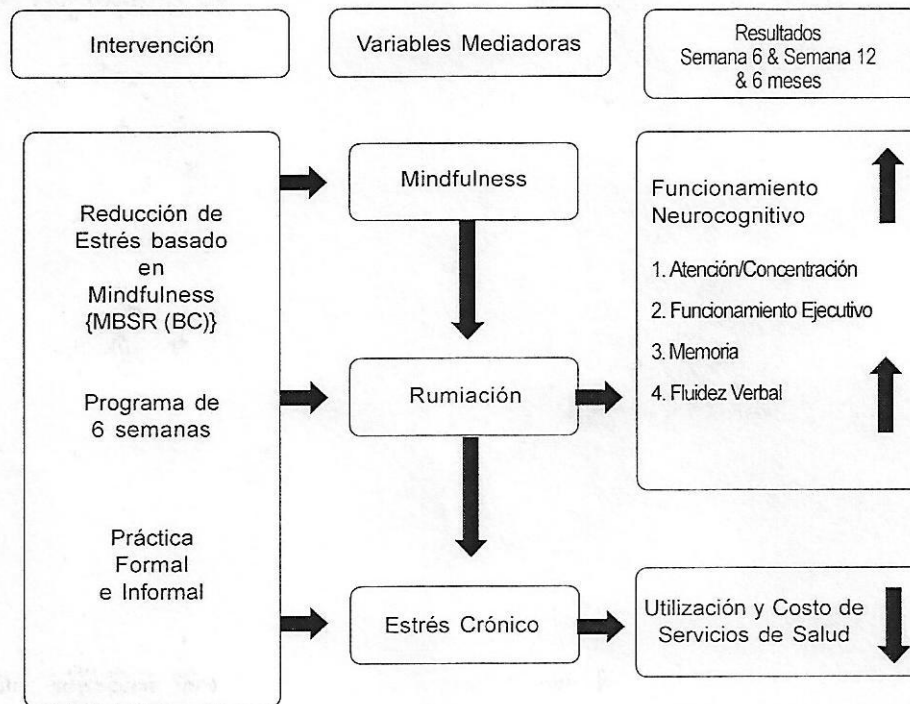 Intervención
Variables Mediadoras
Resultados
Semana 6 & Semana 12
& 6 meses
Reducción de
Estrés basado
en
Mindfulness
{MBSR (BC)}
Programa de
6 semanas
Práctica
Formal
e Informal
Mindfulness
Rumiación
Estrés Crónico
Funcionamiento
Neurocognitivo
1. Atención/Concentración
2. Funcionamiento Ejecutivo
3. Memoria
4. Fluidez Verbal
Utilización y Costo de
Servicios de Salud